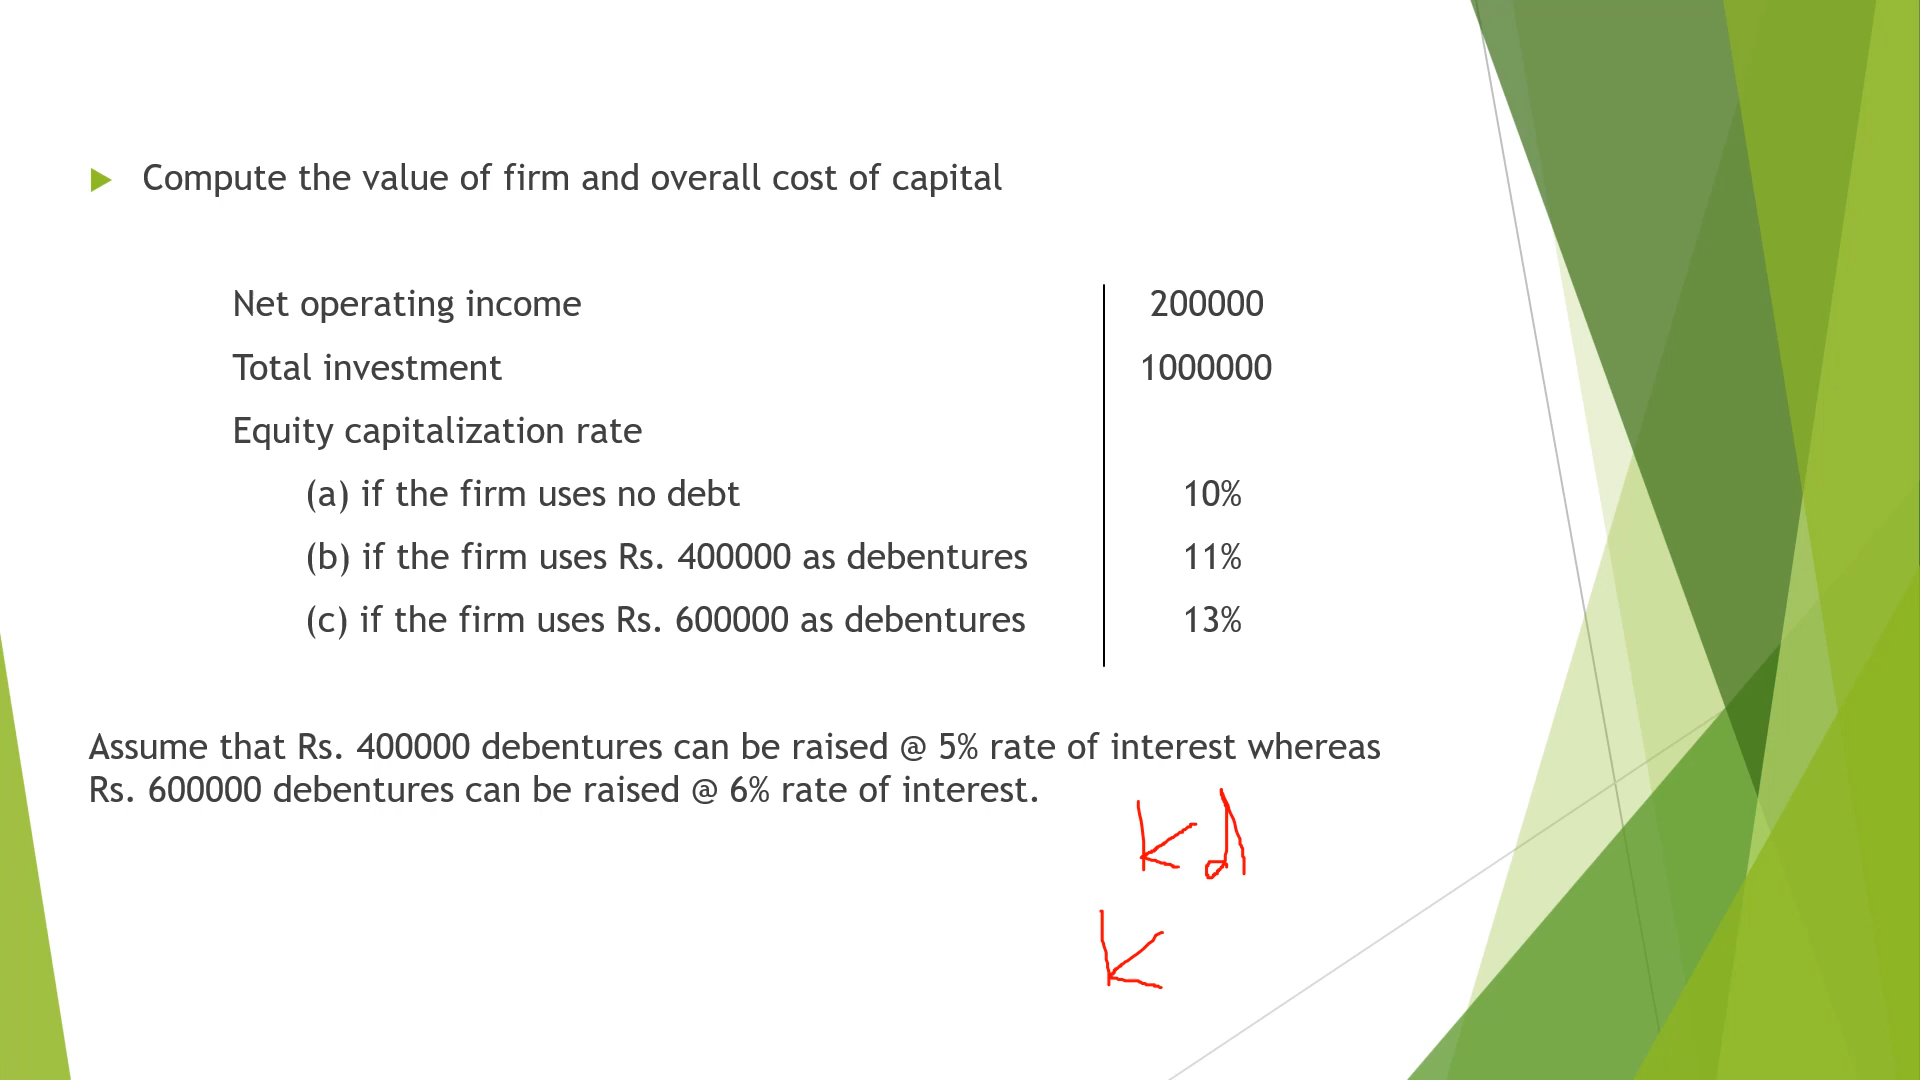 Compute the value of firm and overall cost of capital
Net operating income 200000
Total investment 1000000
Equity capitalization rate
(a) if the firm uses no debt 10%
(b) if the firm uses Rs. 400000 as debentures 11%
(c) if the firm uses Rs. 600000 as debentures 13%
Assume that Rs. 400000 debentures can be raised @ 5% rate of interest whereas
Rs. 600000 debentures can be raised @ 6% rate of interest.
kd
k